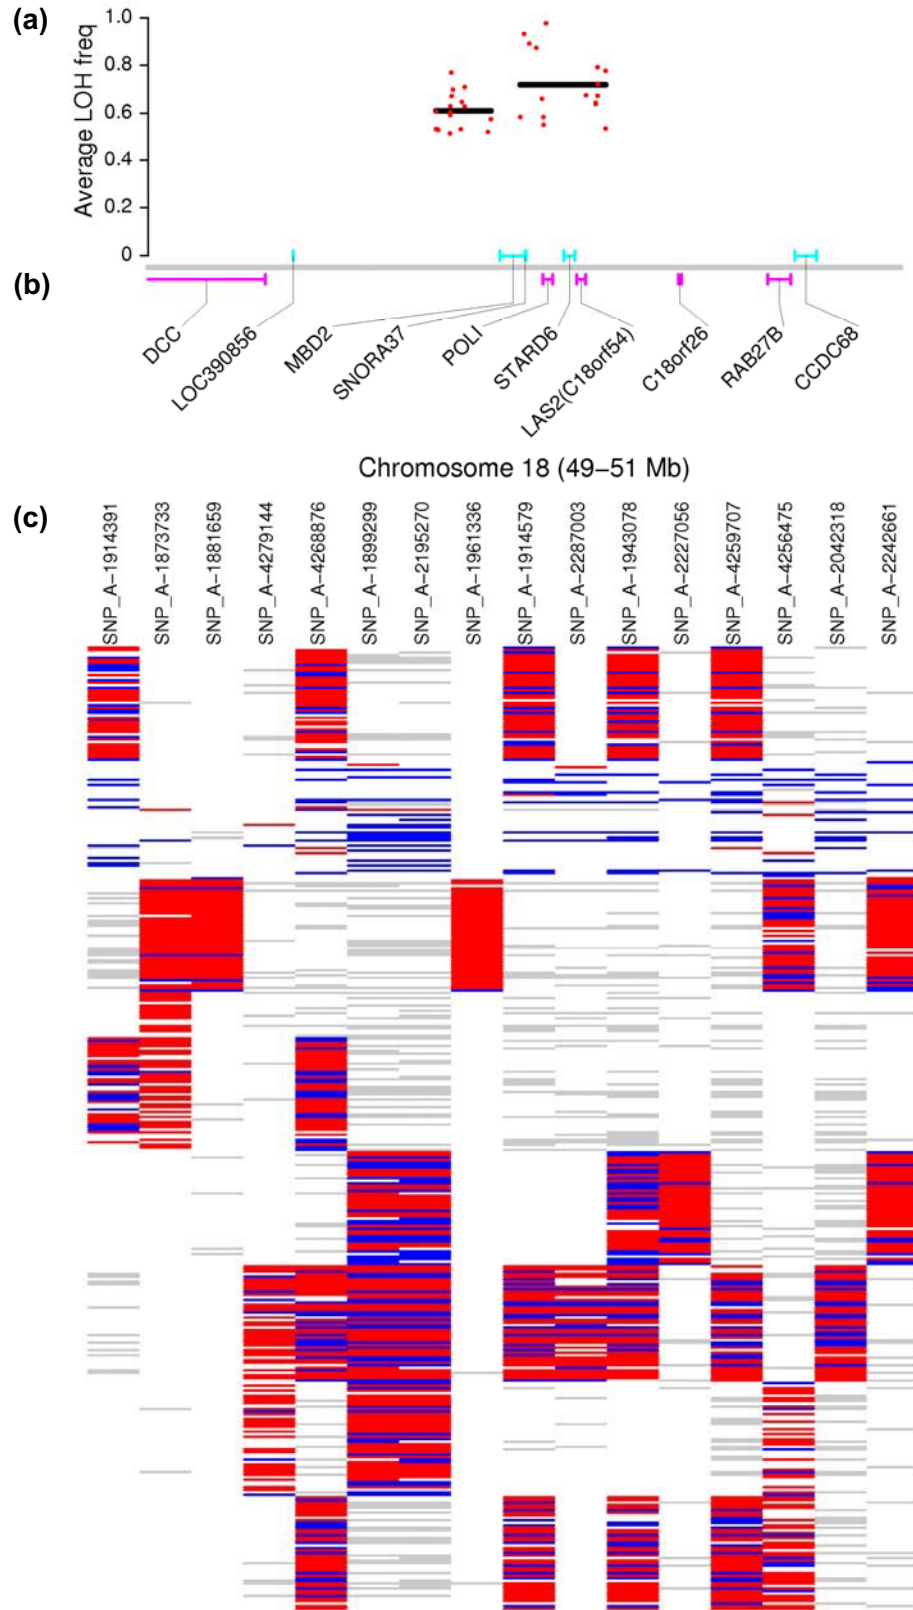 (a)
Average LOH freq
1.0
0.8
0.6
0.4
0.2
0
(b)
DCC
LOC390856
MBD2
SNORA37
POLI
STARD6
LAS2(C18orf54)
C18orf26
RAB27B
CCDC68
Chromosome 18 (49–51 Mb)
(c)
SNP_A-1914391
SNP_A-1873733
SNP_A-1881659
SNP_A-4279144
SNP_A-4268876
SNP_A-1999299
SNP_A-2195270
SNP_A-1961336
SNP_A-1914579
SNP_A-2287003
SNP_A-1943078
SNP_A-2227056
SNP_A-4259707
SNP_A-4256475
SNP_A-2042318
SNP_A-2242661